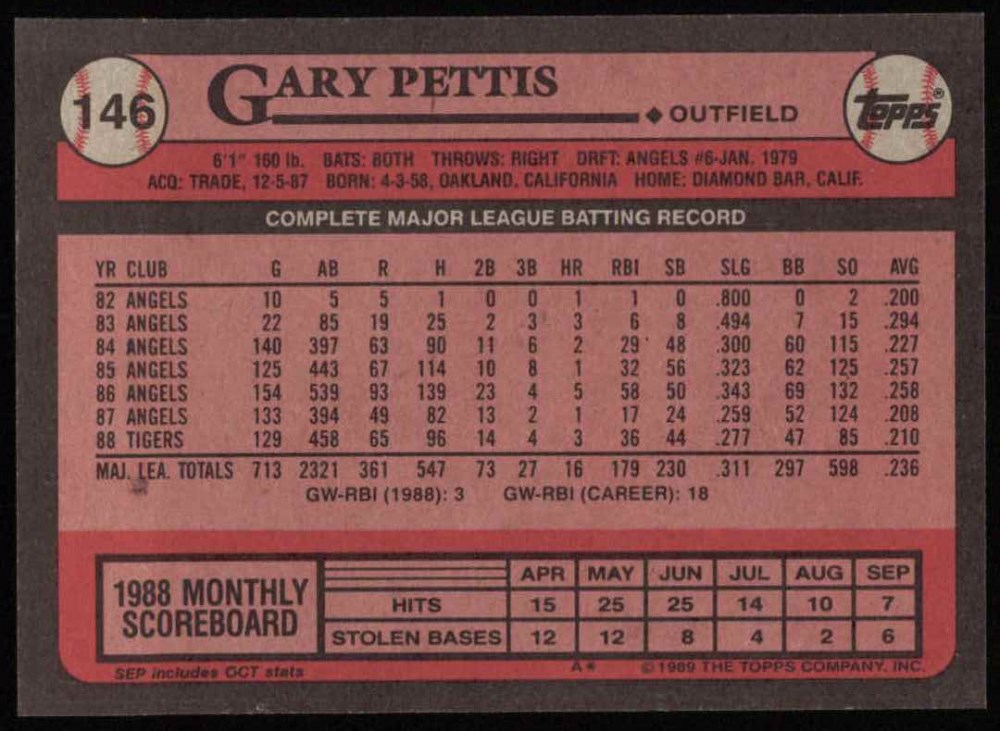 146
GARY PETTIS
◆ OUTFIELD
topps®
6'1" 160 lb. BATS: BOTH THROWS: RIGHT DRFT: ANGELS #6-JAN. 1979
ACQ: TRADE, 12-5-87 BORN: 4-3-58, OAKLAND, CALIFORNIA HOME: DIAMOND BAR, CALIF.
COMPLETE MAJOR LEAGUE BATTING RECORD
YR CLUB G AB R H 2B 3B HR RBI SB SLG BB SO AVG
82 ANGELS 10 5 5 1 0 0 1 1 0 .800 0 2 .200
83 ANGELS 22 85 19 25 2 3 3 6 8 .494 7 15 .294
84 ANGELS 140 397 63 90 11 6 2 29 48 .300 60 115 .227
85 ANGELS 125 443 67 114 10 8 1 32 56 .323 62 125 .257
86 ANGELS 154 539 93 139 23 4 5 58 50 .343 69 132 .258
87 ANGELS 133 394 49 82 13 2 1 17 24 .259 52 124 .208
88 TIGERS 129 458 65 96 14 4 3 36 44 .277 47 85 .210
MAJ. LEA. TOTALS 713 2321 361 547 73 27 16 179 230 .311 297 598 .236
GW-RBI (1988): 3 GW-RBI (CAREER): 18
1988 MONTHLY
SCOREBOARD
APR MAY JUN JUL AUG SEP
HITS 15 25 25 14 10 7
STOLEN BASES 12 12 8 4 2 6
SEP includes OCT stats
A* © 1989 THE TOPPS COMPANY, INC.